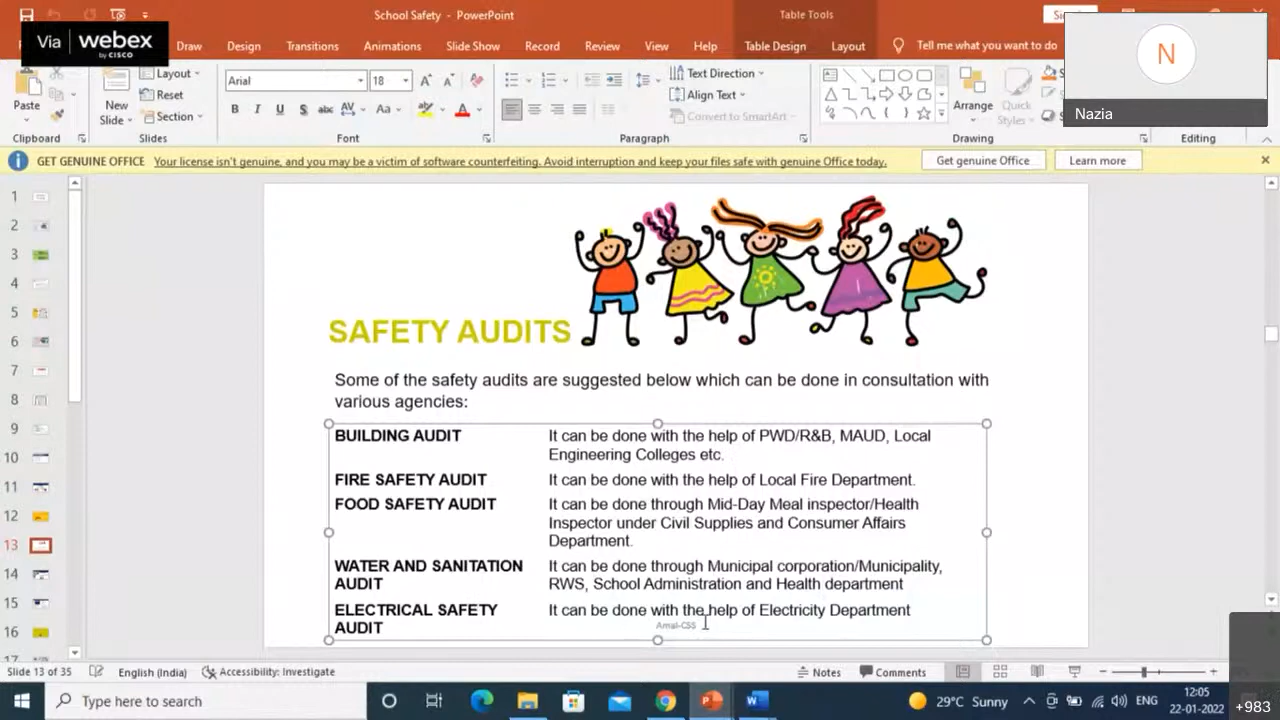 School Safety - PowerPoint
Table Tools
Via webex
by CISCO
Draw
Design
Transitions
Animations
Slide Show
Record
Review
View
Help
Table Design
Layout
Tell me what you want to do
N
Nazia
Paste
New
Slide
Layout
Reset
Section
Arial
18
B I U S abc AV Aa A
Text Direction
Align Text
Convert to SmartArt
Arrange
Quick
Styles
Clipboard
Slides
Font
Paragraph
Drawing
Editing
GET GENUINE OFFICE Your license isn't genuine, and you may be a victim of software counterfeiting. Avoid interruption and keep your files safe with genuine Office today.
Get genuine Office
Learn more
1
2
3
4
5
6
7
8
9
10
11
12
13
14
15
16
17
SAFETY AUDITS
Some of the safety audits are suggested below which can be done in consultation with
various agencies:
BUILDING AUDIT It can be done with the help of PWD/R&B, MAUD, Local
Engineering Colleges etc.
FIRE SAFETY AUDIT It can be done with the help of Local Fire Department.
FOOD SAFETY AUDIT It can be done through Mid-Day Meal inspector/Health
Inspector under Civil Supplies and Consumer Affairs
Department.
WATER AND SANITATION It can be done through Municipal corporation/Municipality,
AUDIT RWS, School Administration and Health department
ELECTRICAL SAFETY It can be done with the help of Electricity Department
AUDIT
Amal-CSS
Slide 13 of 35
English (India)
Accessibility: Investigate
Notes
Comments
Type here to search
29°C Sunny
ENG
12:05
22-01-2022
+983